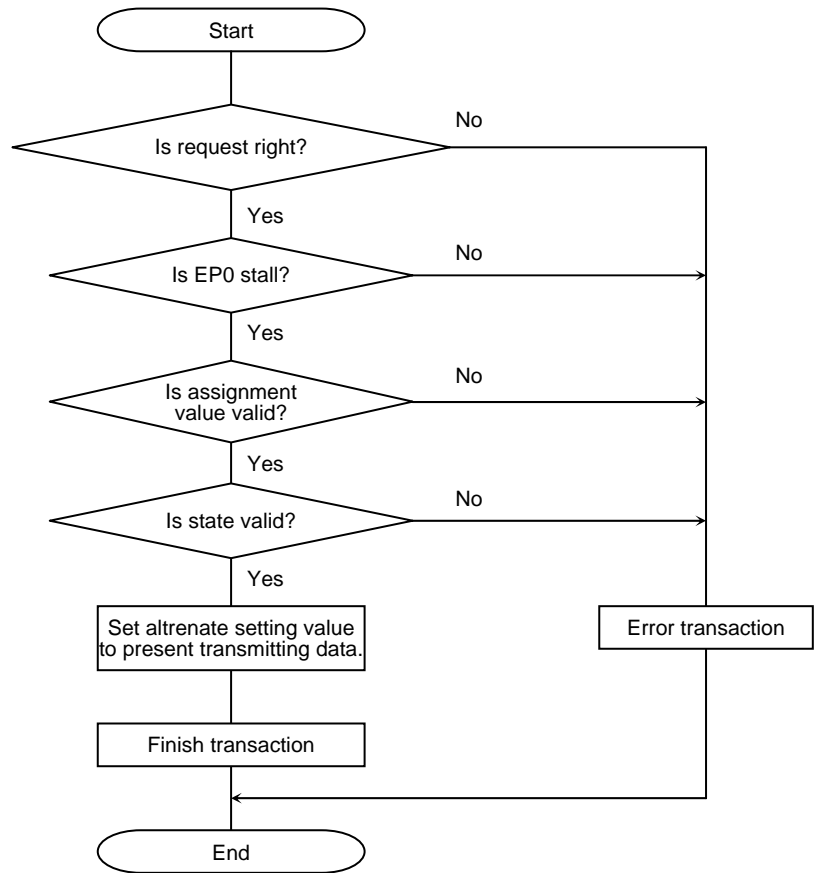 Start
No
Is request right?
Yes
No
Is EP0 stall?
Yes
No
Is assignment
value valid?
Yes
No
Is state valid?
Yes
Set altrenate setting value
to present transmitting data.
Error transaction
Finish transaction
End